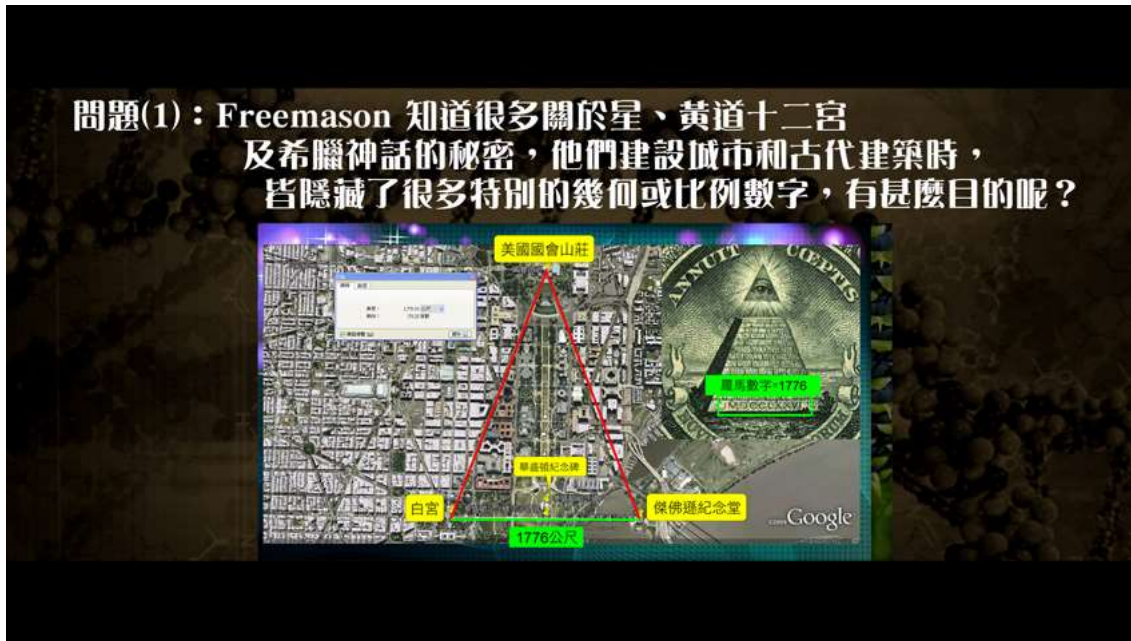 問題(1)：Freemason 知道很多關於星、黃道十二宮
及希臘神話的秘密，他們建設城市和古代建築時，
皆隱藏了很多特別的幾何或比例數字，有甚麼目的呢？
美國國會山莊
ANNUIT CŒPTIS
羅馬數字=1776
MDCCLXXVI
華盛頓紀念碑
白宮
傑佛遜紀念堂
Google
1776公尺